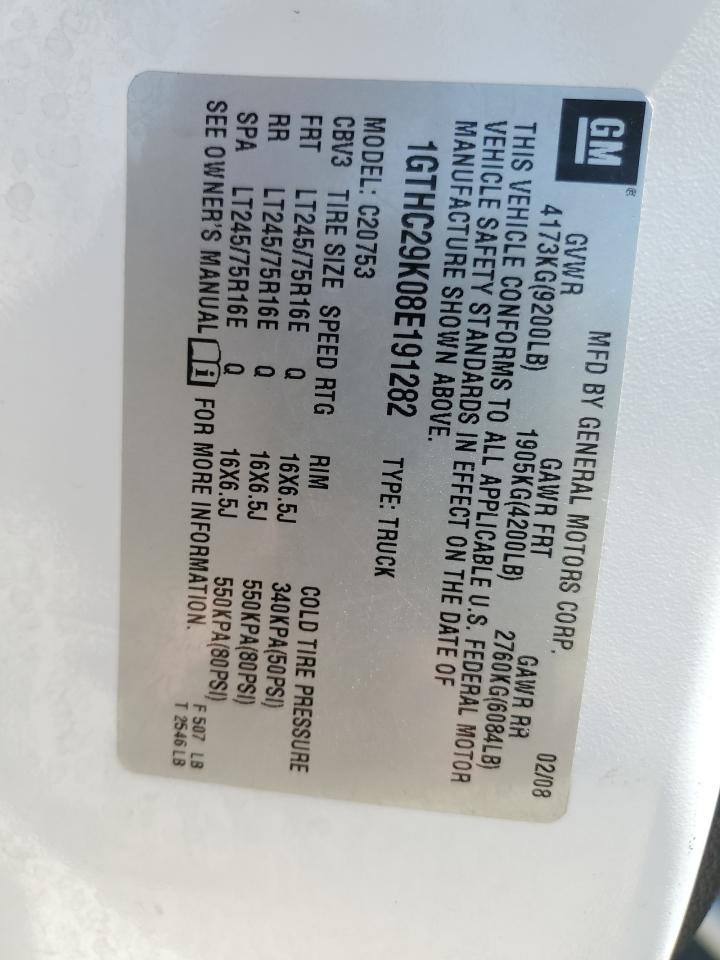 GM®
MFD BY GENERAL MOTORS CORP. 02/08
GVWR GAWR FRT GAWR RR
4173KG(9200LB) 1905KG(4200LB) 2760KG(6084LB)
THIS VEHICLE CONFORMS TO ALL APPLICABLE U.S. FEDERAL MOTOR
VEHICLE SAFETY STANDARDS IN EFFECT ON THE DATE OF
MANUFACTURE SHOWN ABOVE.
1GTHC29K08E191282 TYPE: TRUCK
MODEL: C20753
CBV3 TIRE SIZE SPEED RTG RIM COLD TIRE PRESSURE
FRT LT245/75R16E Q 16X6.5J 340KPA(50PSI)
RR LT245/75R16E Q 16X6.5J 550KPA(80PSI)
SPA LT245/75R16E Q 16X6.5J 550KPA(80PSI)
SEE OWNER'S MANUAL i FOR MORE INFORMATION.
F 507 LB
T 2546 LB